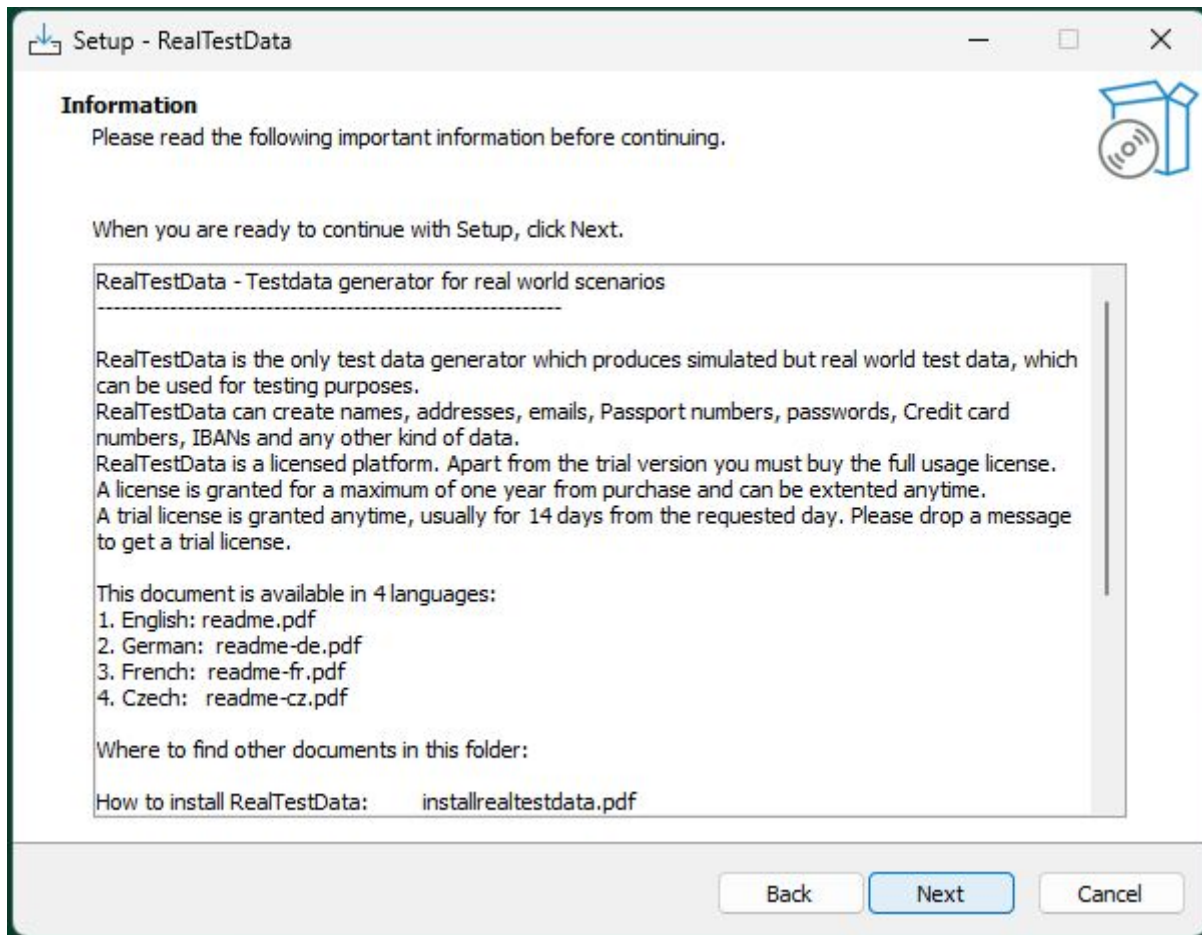 Setup - RealTestData
Information
Please read the following important information before continuing.
When you are ready to continue with Setup, click Next.
RealTestData - Testdata generator for real world scenarios
----------------------------------------------------------
RealTestData is the only test data generator which produces simulated but real world test data, which
can be used for testing purposes.
RealTestData can create names, addresses, emails, Passport numbers, passwords, Credit card
numbers, IBANs and any other kind of data.
RealTestData is a licensed platform. Apart from the trial version you must buy the full usage license.
A license is granted for a maximum of one year from purchase and can be extented anytime.
A trial license is granted anytime, usually for 14 days from the requested day. Please drop a message
to get a trial license.
This document is available in 4 languages:
1. English: readme.pdf
2. German: readme-de.pdf
3. French: readme-fr.pdf
4. Czech: readme-cz.pdf
Where to find other documents in this folder:
How to install RealTestData: installrealtestdata.pdf
Back Next Cancel